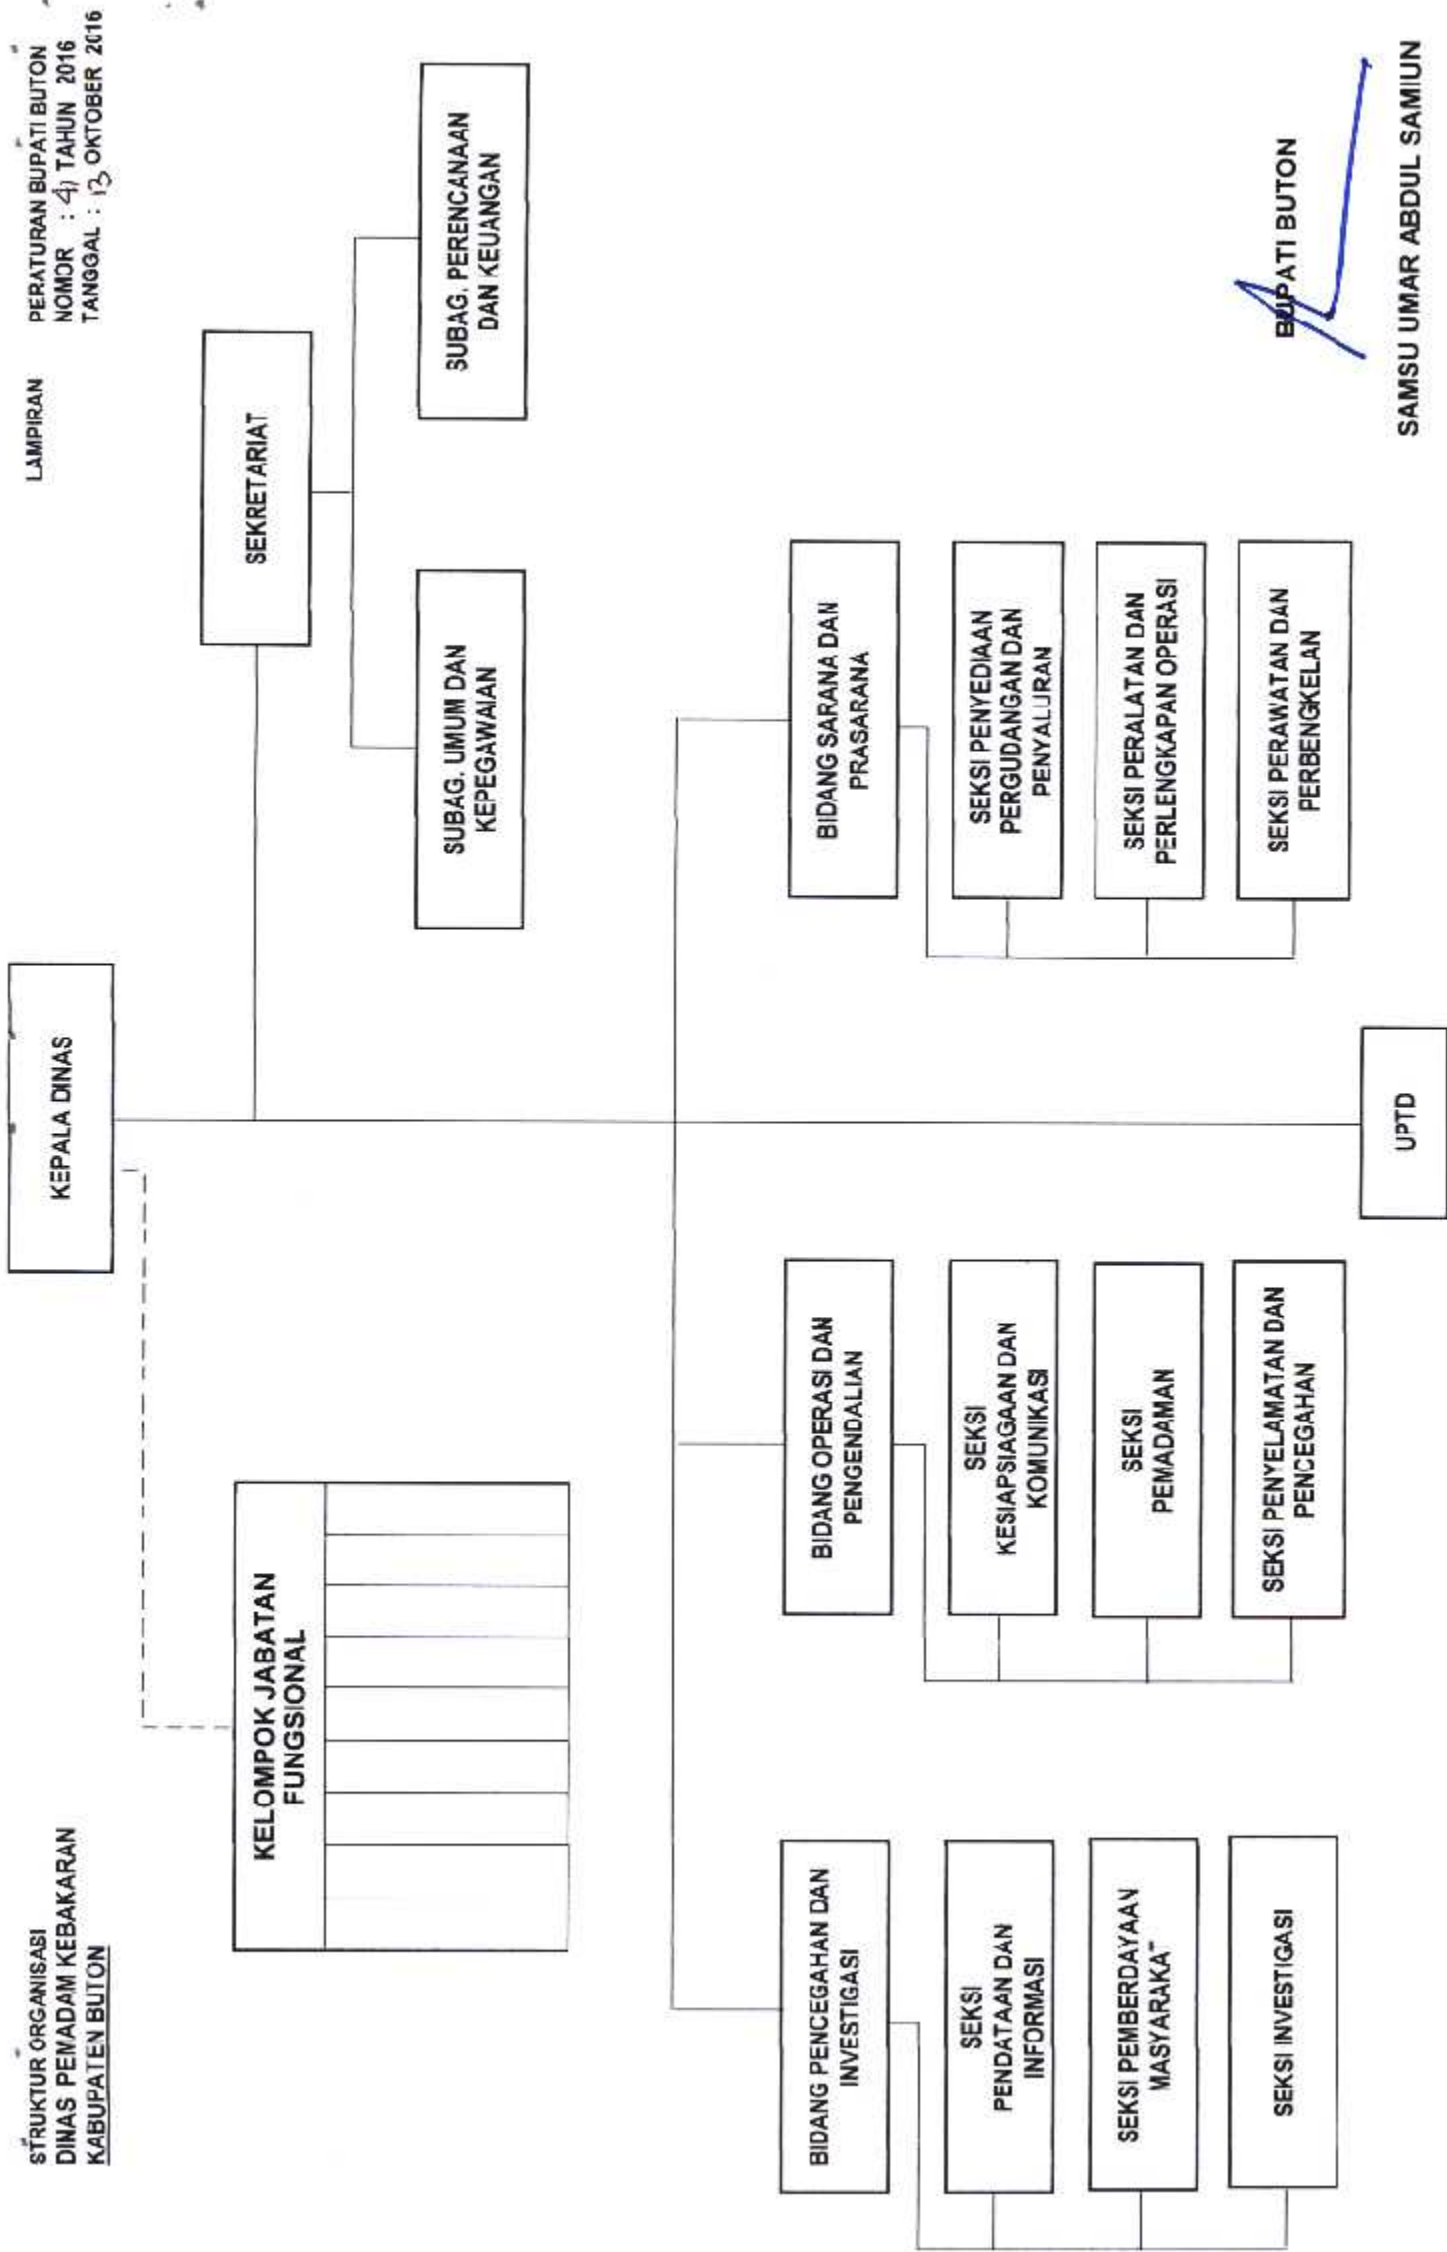 STRUKTUR ORGANISASI
DINAS PEMADAM KEBAKARAN
KABUPATEN BUTON
LAMPIRAN
PERATURAN BUPATI BUTON
NOMOR : 41 TAHUN 2016
TANGGAL : 13 OKTOBER 2016
KEPALA DINAS
SEKRETARIAT
KELOMPOK JABATAN
FUNGSIONAL
SUBAG. UMUM DAN
KEPEGAWAIAN
SUBAG. PERENCANAAN
DAN KEUANGAN
BIDANG PENCEGAHAN DAN
INVESTIGASI
SEKSI
PENDATAAN DAN
INFORMASI
SEKSI PEMBERDAYAAN
MASYARAKAT
SEKSI INVESTIGASI
BIDANG OPERASI DAN
PENGENDALIAN
SEKSI
KESIAPSIAGAAN DAN
KOMUNIKASI
SEKSI
PEMADAMAN
SEKSI PENYELAMATAN DAN
PENCEGAHAN
BIDANG SARANA DAN
PRASARANA
SEKSI PENYEDIAAN
PERGUDANGAN DAN
PENYALURAN
SEKSI PERALATAN DAN
PERLENGKAPAN OPERASI
SEKSI PERAWATAN DAN
PERBENGKELAN
UPTD
BUPATI BUTON
SAMSU UMAR ABDUL SAMIUN